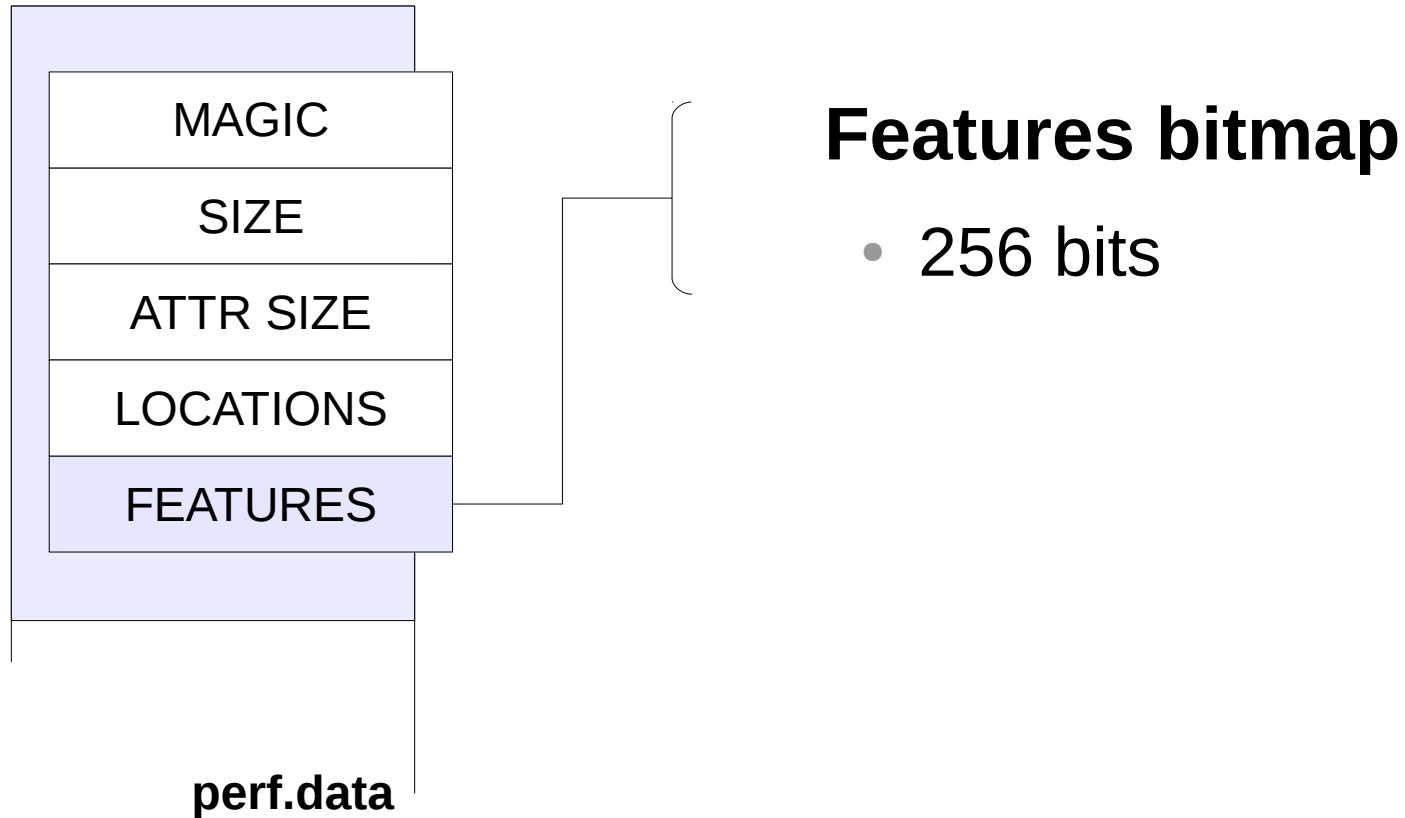 MAGIC
SIZE
ATTR SIZE
LOCATIONS
FEATURES
perf.data
Features bitmap
• 256 bits